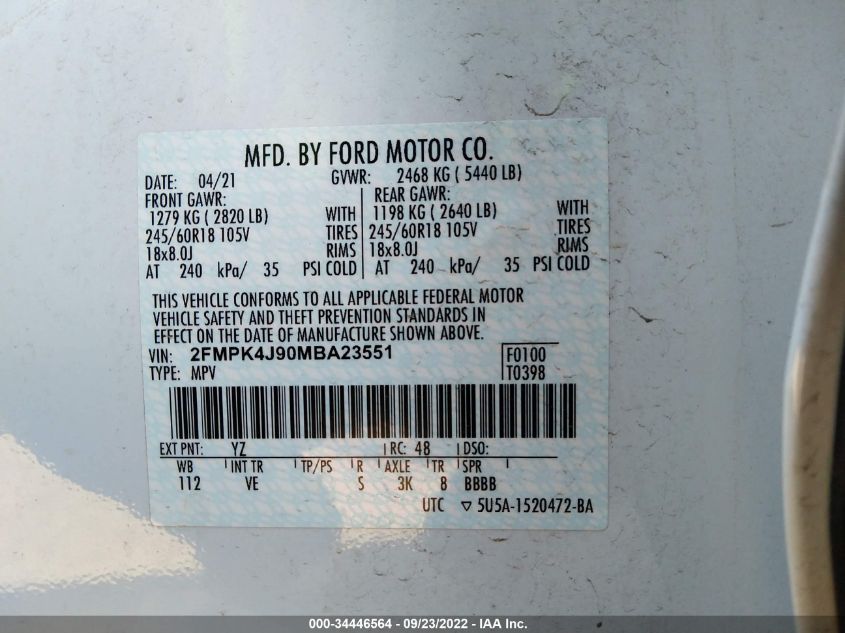 MFD. BY FORD MOTOR CO.
DATE: 04/21 GVWR: 2468 KG ( 5440 LB)
FRONT GAWR: REAR GAWR:
1279 KG ( 2820 LB) WITH 1198 KG ( 2640 LB) WITH
245/60R18 105V TIRES 245/60R18 105V TIRES
18x8.0J RIMS 18x8.0J RIMS
AT 240 kPa/ 35 PSI COLD AT 240 kPa/ 35 PSI COLD
THIS VEHICLE CONFORMS TO ALL APPLICABLE FEDERAL MOTOR
VEHICLE SAFETY AND THEFT PREVENTION STANDARDS IN
EFFECT ON THE DATE OF MANUFACTURE SHOWN ABOVE.
VIN: 2FMPK4J90MBA23551 F0100
TYPE: MPV T0398
EXT PNT: YZ RC: 48 DSO:
WB INT TR TP/PS R AXLE TR SPR
112 VE S 3K 8 BBBB
UTC ▽ 5U5A-1520472-BA
000-34446564 / 09/23/2022 - IAA Inc.